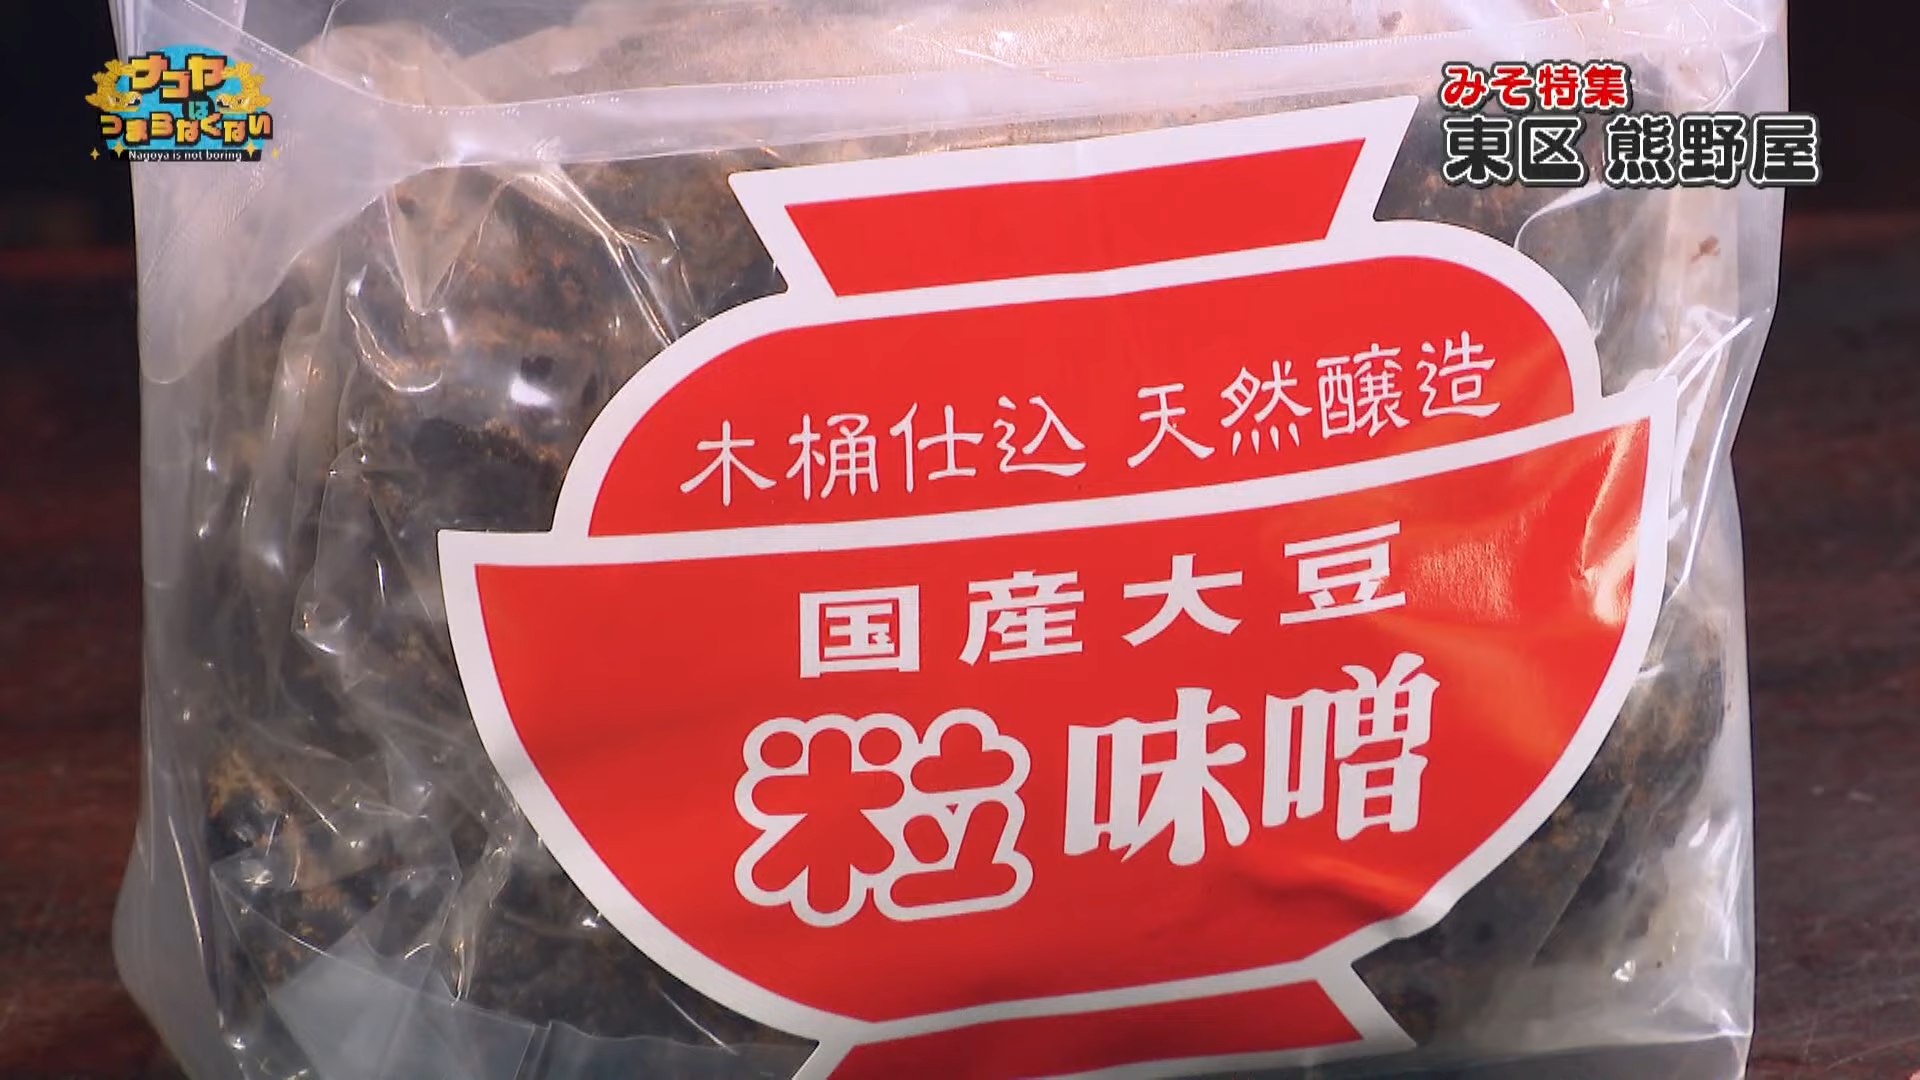 ナゴヤ
は
つまらなくない
Nagoya is not boring
みそ特集
東区 熊野屋
木桶仕込 天然醸造
国産大豆
粒味噌